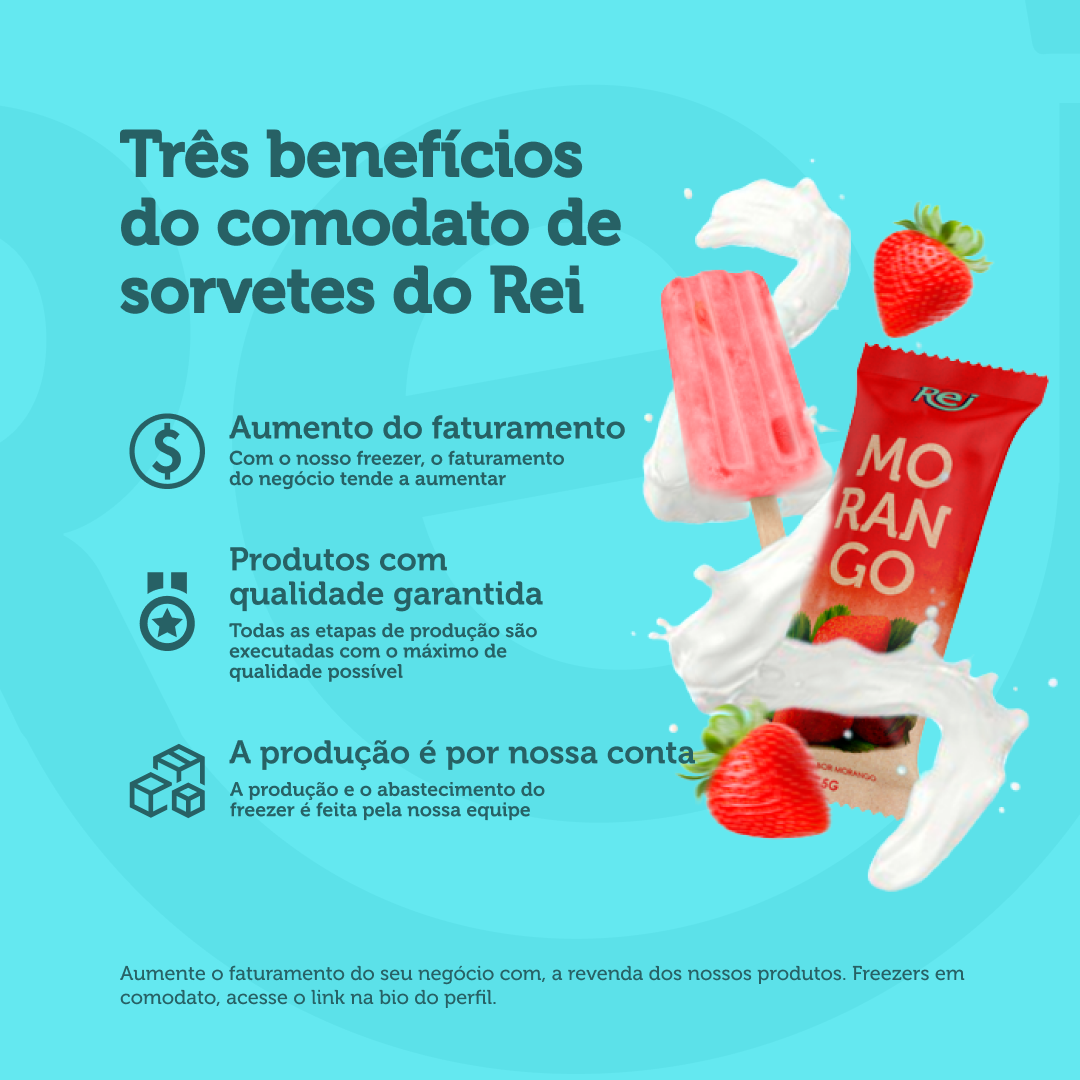 Três benefícios
do comodato de
sorvetes do Rei
Aumento do faturamento
Com o nosso freezer, o faturamento
do negócio tende a aumentar
Produtos com
qualidade garantida
Todas as etapas de produção são
executadas com o máximo de
qualidade possível
A produção é por nossa conta
A produção e o abastecimento do
freezer é feita pela nossa equipe
Rei
MO
RAN
GO
MORANGO
5G
Aumente o faturamento do seu negócio com, a revenda dos nossos produtos. Freezers em
comodato, acesse o link na bio do perfil.